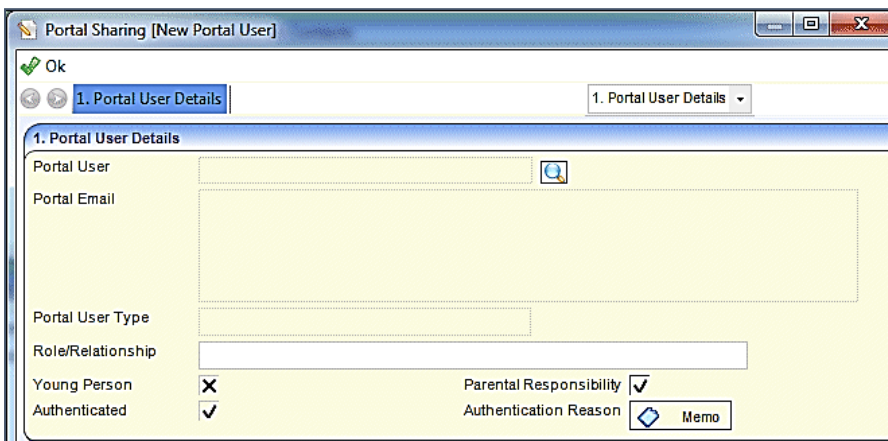 Portal Sharing [New Portal User]
Ok
1. Portal User Details 1. Portal User Details
1. Portal User Details
Portal User
Portal Email
Portal User Type
Role/Relationship
Young Person Parental Responsibility
Authenticated Authentication Reason Memo